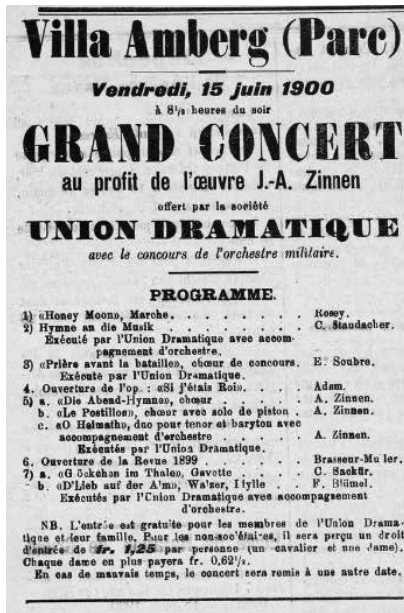 Villa Amberg (Parc)
Vendredi, 15 juin 1900
à 8½ heures du soir
GRAND CONCERT
au profit de l'œuvre J.-A. Zinnen
offert par la société
UNION DRAMATIQUE
avec le concours de l'orchestre militaire.
PROGRAMME.
1) «Honey Moon», Marche . . . . . . . Rosey.
2) Hymne an die Musik . . . . . . . . C. Staudacher.
Exécuté par l'Union Dramatique avec accom-
pagnement d'orchestre.
3) «Prière avant la bataille», chœur de concours. E. Soubre.
Exécuté par l'Union Dramatique.
4. Ouverture de l'op.: «Si j'étais Roi». . . . Adam.
5) a. «Die Abend-Hymne», chœur . . . . . A. Zinnen.
b. «Le Postillon», chœur avec solo de piston . A. Zinnen.
c. «O Heimath», duo pour tenor et baryton avec
accompagnement d'orchestre . . . . . A. Zinnen.
Exécutés par l'Union Dramatique.
6. Ouverture de la Revue 1899 . . . . . . Brasseur-Muller.
7) a. «Glöckchen im Thale», Gavotte . . . . C. Sackür.
b. «D'Lieb auf der Alm», Walzer, Idylle . . F. Blümel.
Exécutés par l'Union Dramatique avec accompagnement
d'orchestre.
NB. L'entrée est gratuite pour les membres de l'Union Drama-
tique et leur famille. Pour les non-sociétaires, il sera perçu un droit
d'entrée de fr. 1,25 par personne (un cavalier et une dame).
Chaque dame en plus payera fr. 0,62½.
En cas de mauvais temps, le concert sera remis à une autre date.